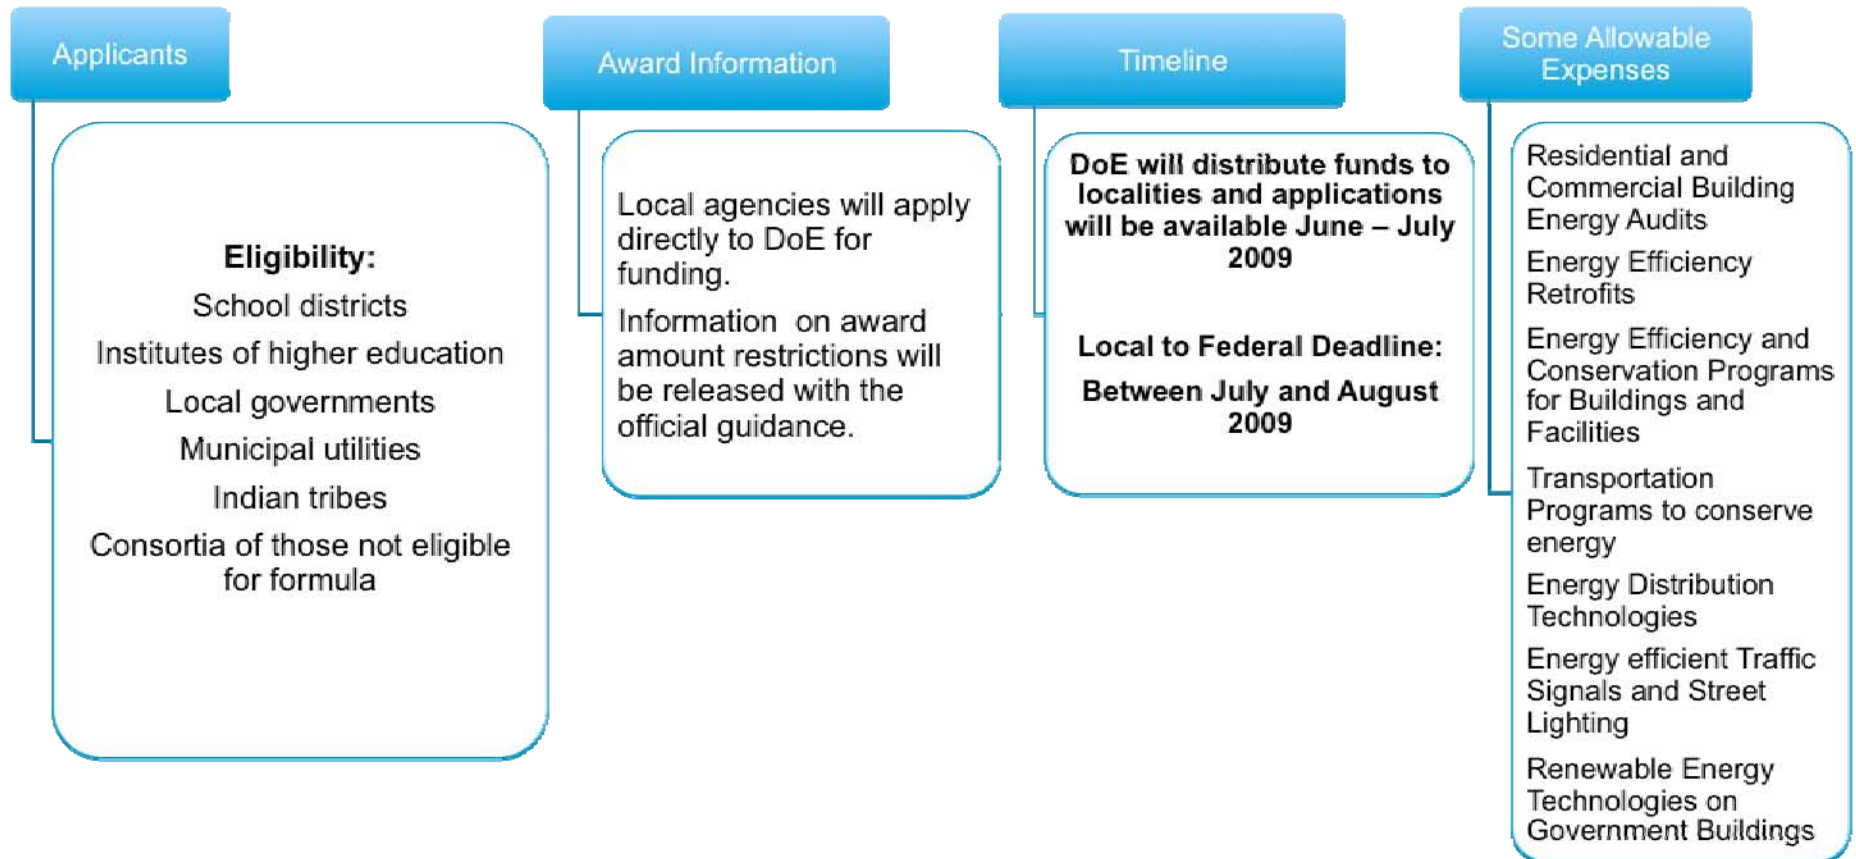 Applicants
Eligibility:
School districts
Institutes of higher education
Local governments
Municipal utilities
Indian tribes
Consortia of those not eligible
for formula
Award Information
Local agencies will apply
directly to DoE for
funding.
Information on award
amount restrictions will
be released with the
official guidance.
Timeline
DoE will distribute funds to
localities and applications
will be available June – July
2009
Local to Federal Deadline:
Between July and August
2009
Some Allowable
Expenses
Residential and
Commercial Building
Energy Audits
Energy Efficiency
Retrofits
Energy Efficiency and
Conservation Programs
for Buildings and
Facilities
Transportation
Programs to conserve
energy
Energy Distribution
Technologies
Energy efficient Traffic
Signals and Street
Lighting
Renewable Energy
Technologies on
Government Buildings